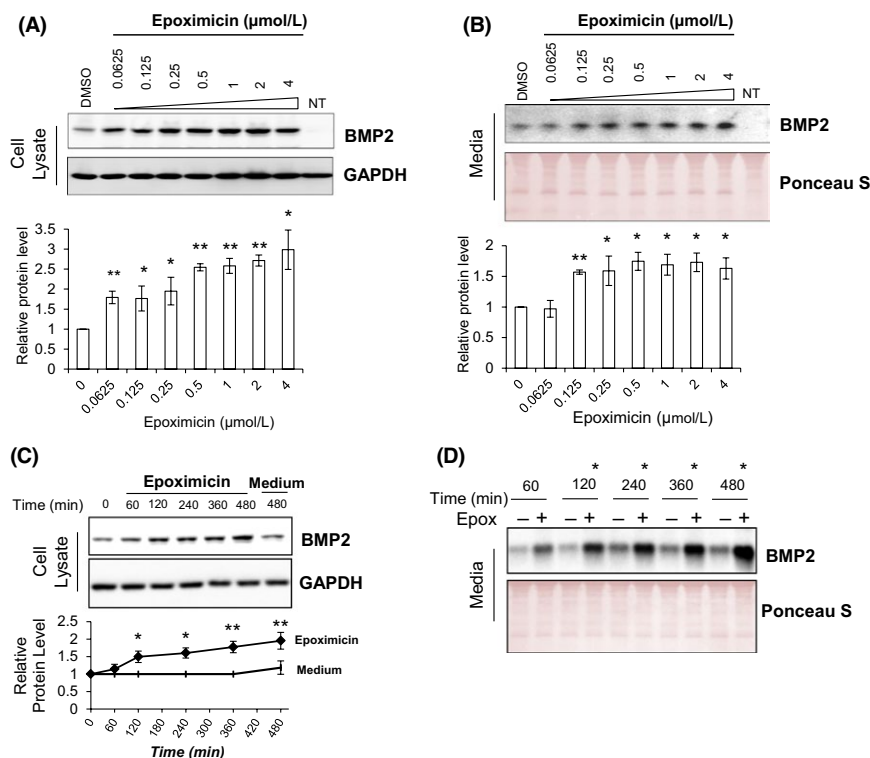 (A)
Epoximicin (μmol/L)
DMSO
0.0625
0.125
0.25
0.5
1
2
4
NT
Cell Lysate
BMP2
GAPDH
Relative protein level
3.5
3
2.5
2
1.5
1
0.5
0
** * * ** ** ** *
0 0.0625 0.125 0.25 0.5 1 2 4
Epoximicin (μmol/L)
(B)
Epoximicin (μmol/L)
DMSO
0.0625
0.125
0.25
0.5
1
2
4
NT
Media
BMP2
Ponceau S
Relative protein level
2
1.5
1
0.5
0
** * * * * *
0 0.0625 0.125 0.25 0.5 1 2 4
Epoximicin (μmol/L)
(C)
Epoximicin Medium
Time (min) 0 60 120 240 360 480 480
Cell Lysate
BMP2
GAPDH
Relative Protein Level
2.5
2
1.5
1
0.5
0
* * ** **
Epoximicin
Medium
0 60 120 180 240 300 360 420 480
Time (min)
(D)
* * * *
Time (min) 60 120 240 360 480
Epox – + – + – + – + – +
Media
BMP2
Ponceau S